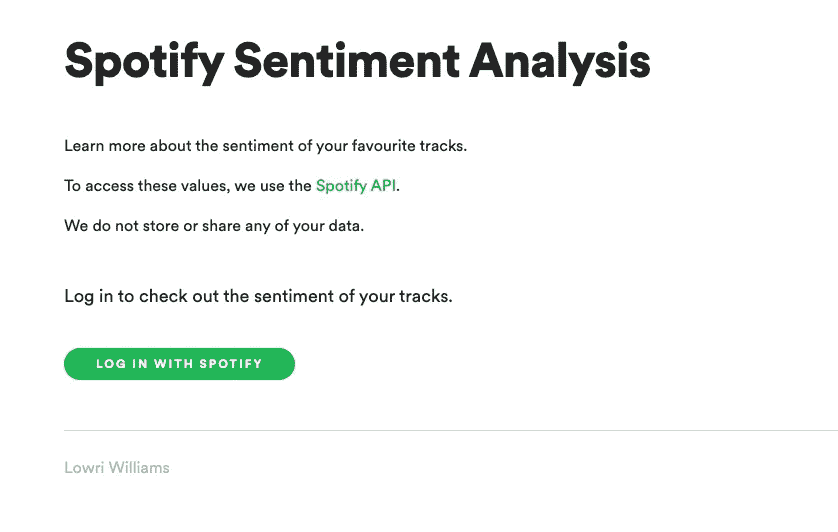 Spotify Sentiment Analysis
Learn more about the sentiment of your favourite tracks.
To access these values, we use the Spotify API.
We do not store or share any of your data.
Log in to check out the sentiment of your tracks.
LOG IN WITH SPOTIFY
Lowri Williams